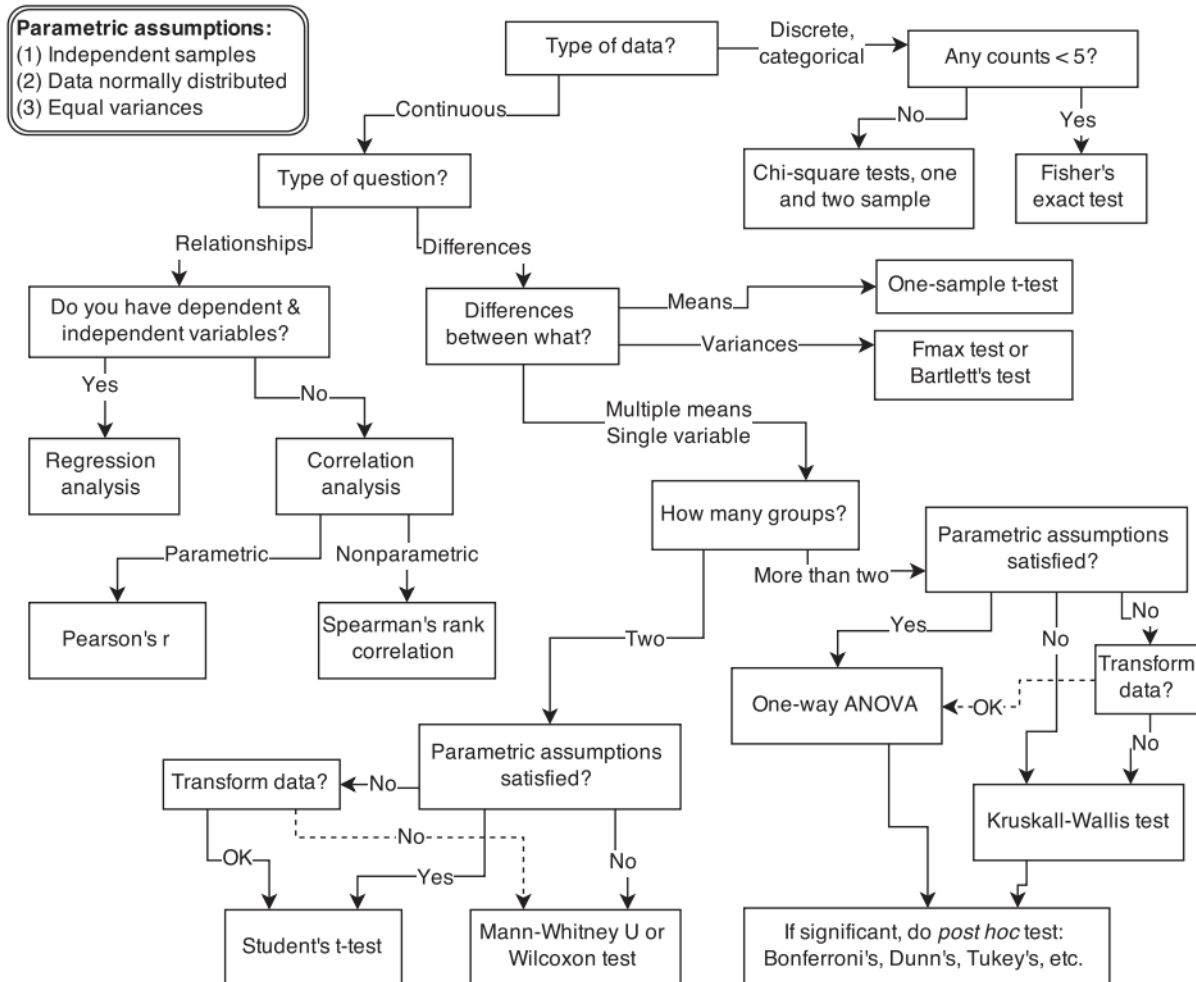 Parametric assumptions:
(1) Independent samples
(2) Data normally distributed
(3) Equal variances
Type of data?
Discrete,
categorical
Any counts < 5?
Continuous
No
Yes
Type of question?
Chi-square tests, one
and two sample
Fisher's
exact test
Relationships
Differences
Do you have dependent &
independent variables?
Differences
between what?
Means
One-sample t-test
Variances
Fmax test or
Bartlett's test
Yes
No
Multiple means
Single variable
Regression
analysis
Correlation
analysis
How many groups?
Parametric assumptions
satisfied?
Parametric
Nonparametric
More than two
Pearson's r
Spearman's rank
correlation
Two
Yes
No
No
Transform
data?
One-way ANOVA
OK
No
Parametric assumptions
satisfied?
Transform data?
No
Kruskall-Wallis test
No
OK
Yes
No
Student's t-test
Mann-Whitney U or
Wilcoxon test
If significant, do post hoc test:
Bonferroni's, Dunn's, Tukey's, etc.